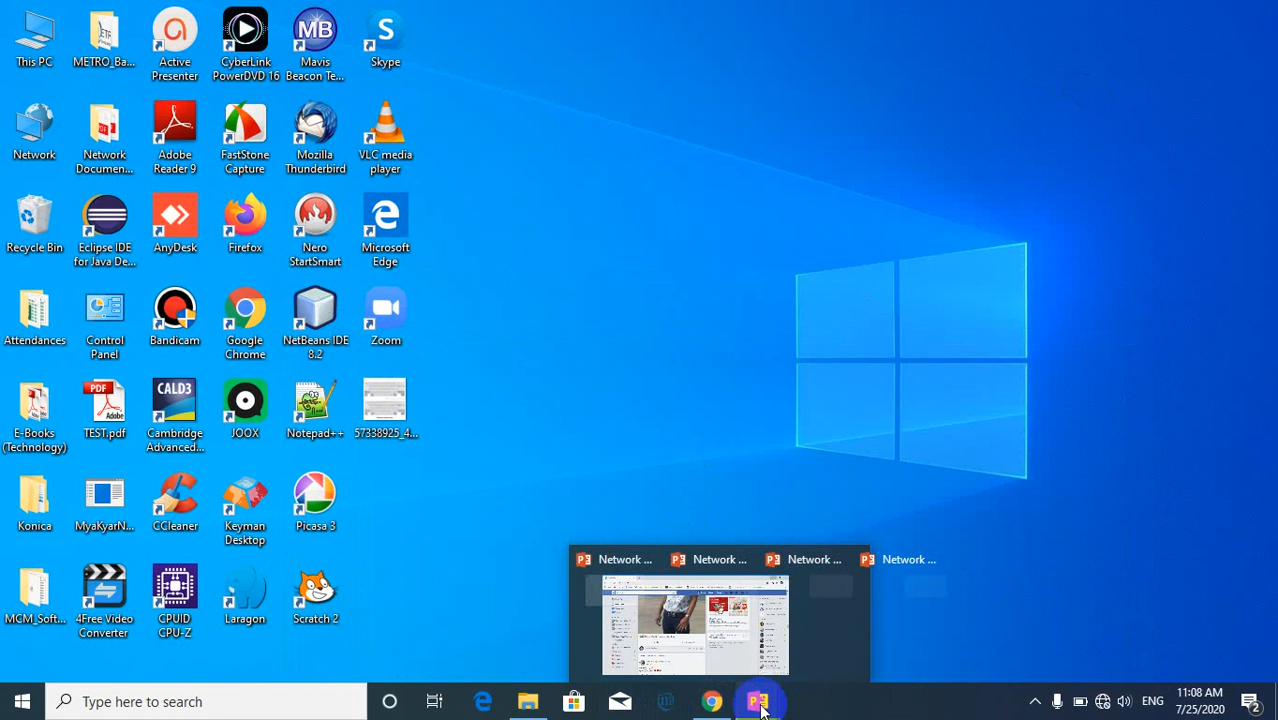 This PC
METRO_Ba...
Active
Presenter
CyberLink
PowerDVD 16
MB
Mavis
Beacon Te...
S
Skype
Network
Network
Documen...
Adobe
Reader 9
FastStone
Capture
Mozilla
Thunderbird
VLC media
player
Recycle Bin
Eclipse IDE
for Java De...
AnyDesk
Firefox
Nero
StartSmart
Microsoft
Edge
Attendances
Control
Panel
Bandicam
Google
Chrome
NetBeans IDE
8.2
Zoom
E-Books
(Technology)
PDF
Adobe
TEST.pdf
CALD3
Cambridge
Advanced...
JOOX
Notepad++
57338925_4...
Konica
MyaKyarN...
CCleaner
Keyman
Desktop
Picasa 3
MCM_Soft...
4Free Video
Converter
CPU
CPUID
CPU-Z
Laragon
Scratch 2
Network ...
Network ...
Network ...
Network ...
Type here to search
ENG
11:08 AM
7/25/2020
2